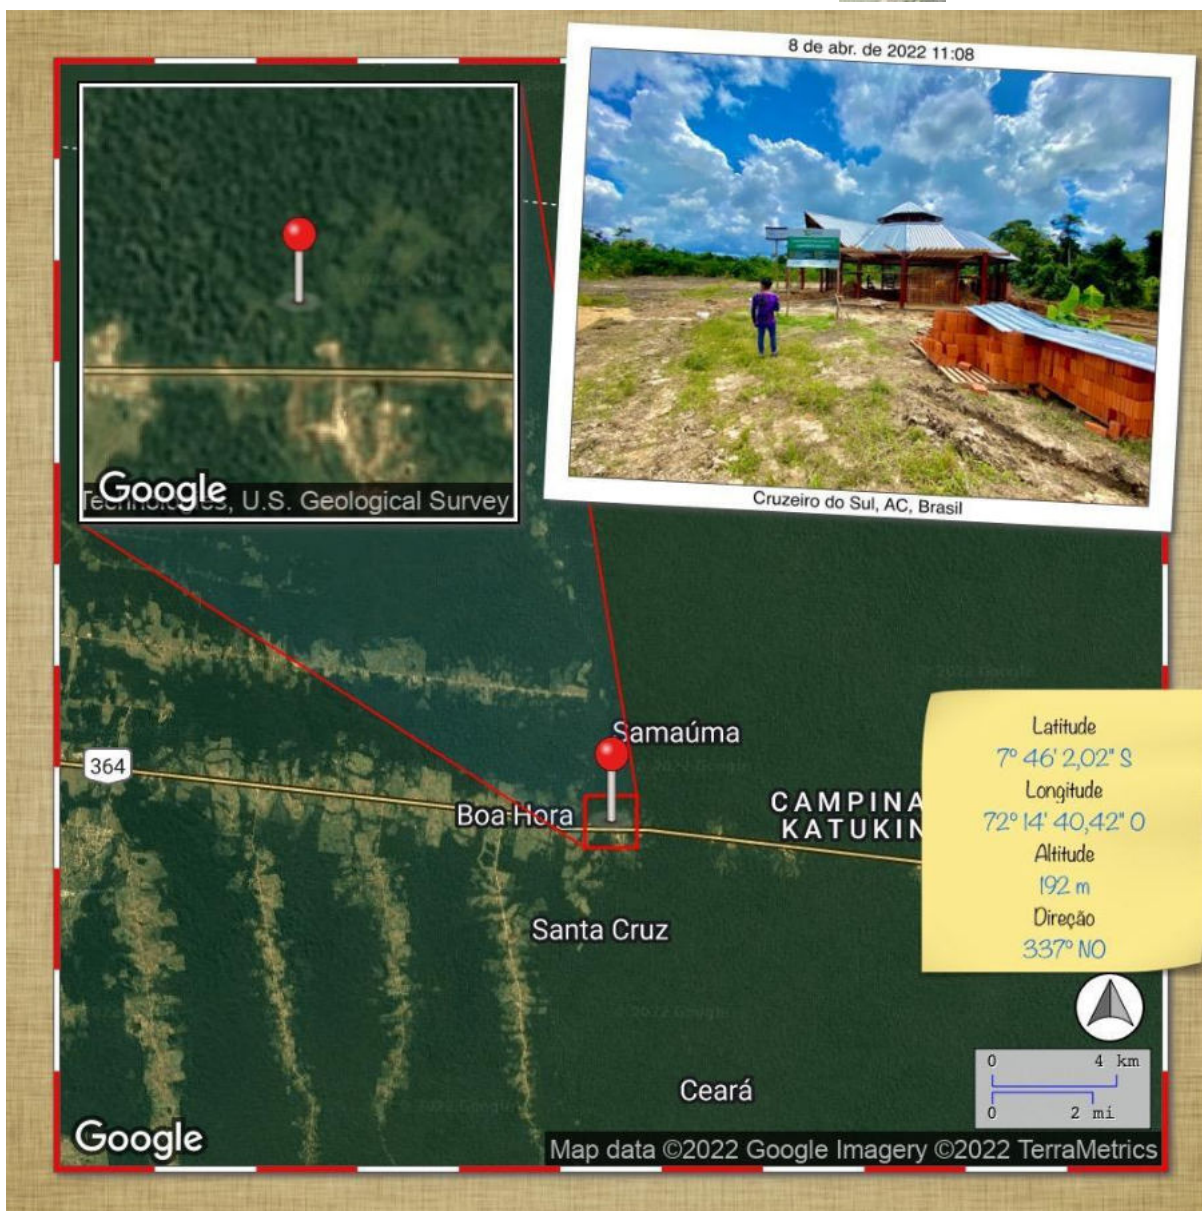 8 de abr. de 2022 11:08
Google
Technologies, U.S. Geological Survey
Cruzeiro do Sul, AC, Brasil
Samaúma
364
Boa Hora
CAMPINA
KATUKIN
Latitude
7° 46' 2,02" S
Longitude
72° 14' 40,42" O
Altitude
192 m
Direção
337° NO
Santa Cruz
Ceará
0 4 km
0 2 mi
Google
Map data ©2022 Google Imagery ©2022 TerraMetrics